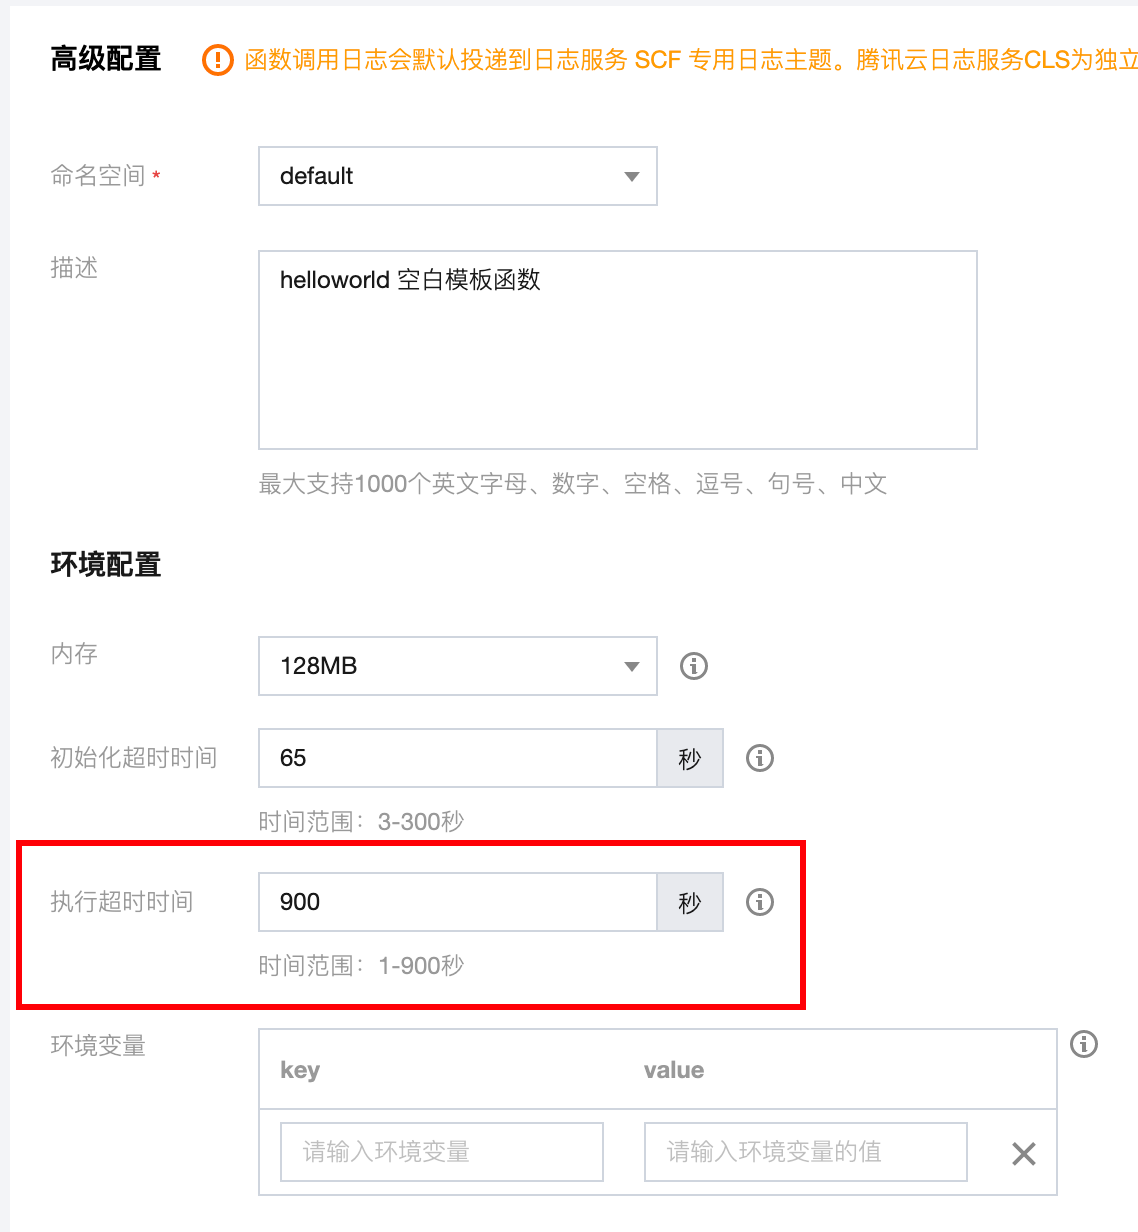 高级配置 函数调用日志会默认投递到日志服务 SCF 专用日志主题。腾讯云日志服务CLS为独立
命名空间 * default
描述 helloworld 空白模板函数
最大支持1000个英文字母、数字、空格、逗号、句号、中文
环境配置
内存 128MB
初始化超时时间 65 秒
时间范围：3-300秒
执行超时时间 900 秒
时间范围：1-900秒
环境变量 key value
请输入环境变量 请输入环境变量的值